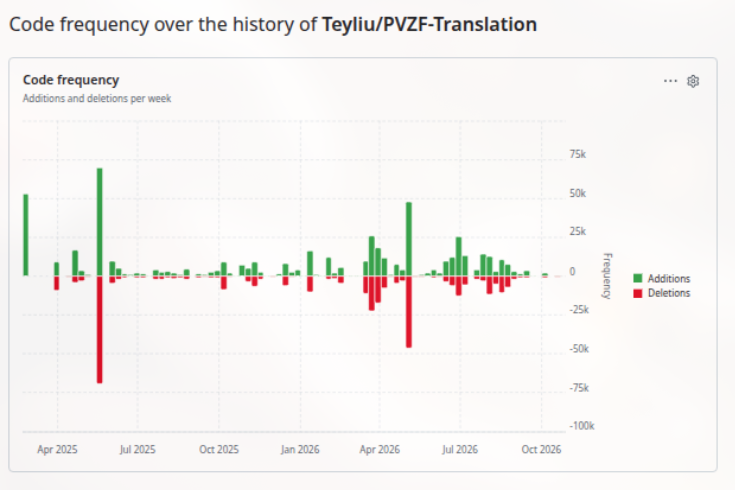 Code frequency over the history of Teyliu/PVZF-Translation
Code frequency
Additions and deletions per week
75k
50k
25k
0
-25k
-50k
-75k
-100k
Frequency
Additions
Deletions
Apr 2025 Jul 2025 Oct 2025 Jan 2026 Apr 2026 Jul 2026 Oct 2026